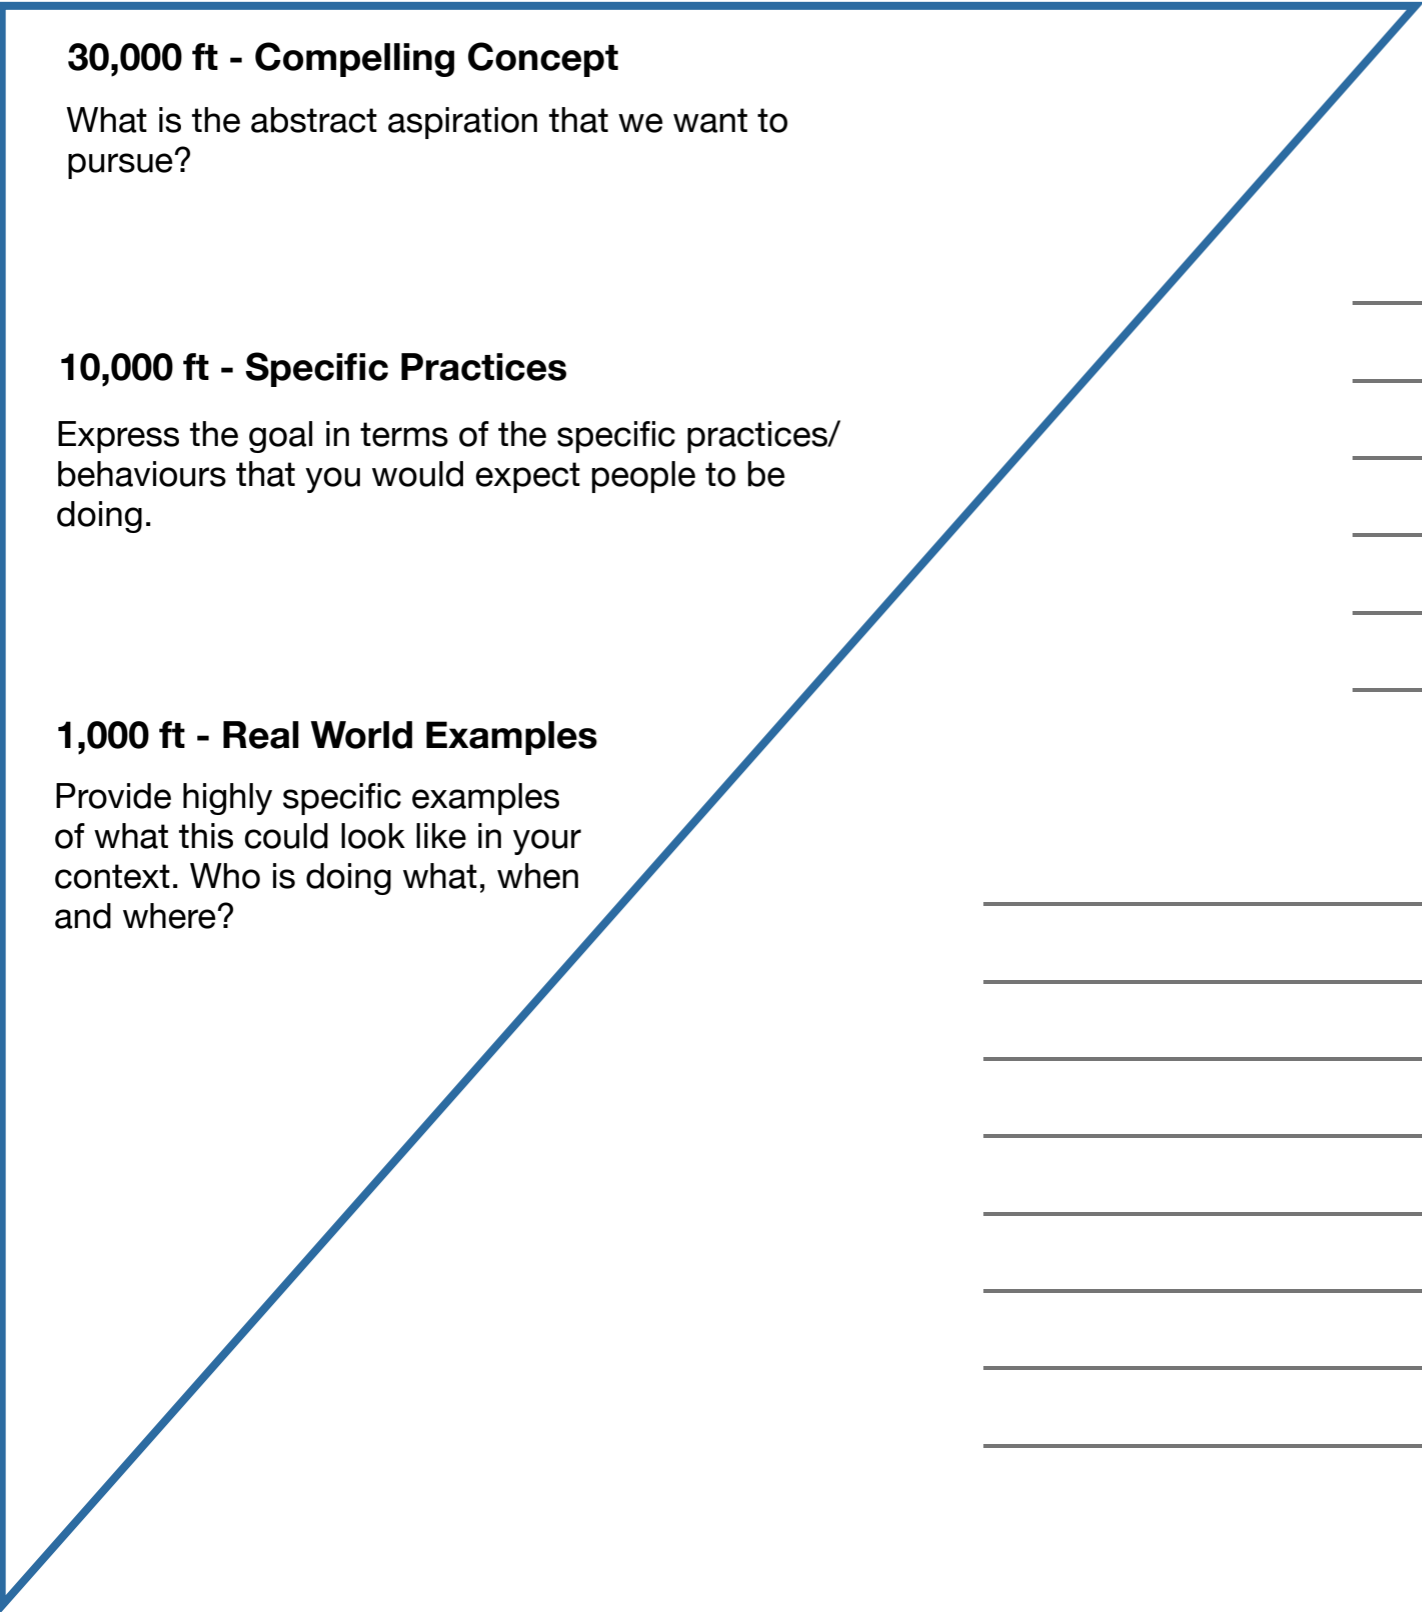 30,000 ft - Compelling Concept
What is the abstract aspiration that we want to
pursue?
10,000 ft - Specific Practices
Express the goal in terms of the specific practices/
behaviours that you would expect people to be
doing.
1,000 ft - Real World Examples
Provide highly specific examples
of what this could look like in your
context. Who is doing what, when
and where?